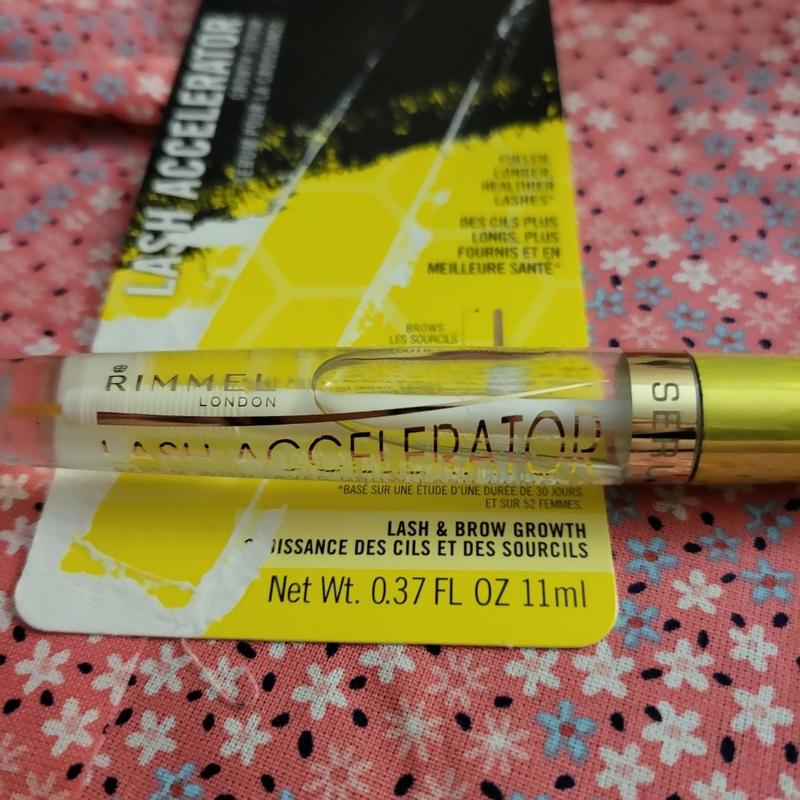 LASH ACCELERATOR
FULLER,
LONGER,
HEALTHIER
LASHES*
DES CILS PLUS
LONGS, PLUS
FOURNIS ET EN
MEILLEURE SANTÉ*
BROWS
LES SOURCILS
RIMMEL
LONDON
LASH ACCELERATOR
SERU
*BASÉ SUR UNE ÉTUDE D'UNE DURÉE DE 30 JOURS
ET SUR 52 FEMMES.
LASH & BROW GROWTH
ISSANCE DES CILS ET DES SOURCILS
Net Wt. 0.37 FL OZ 11ml